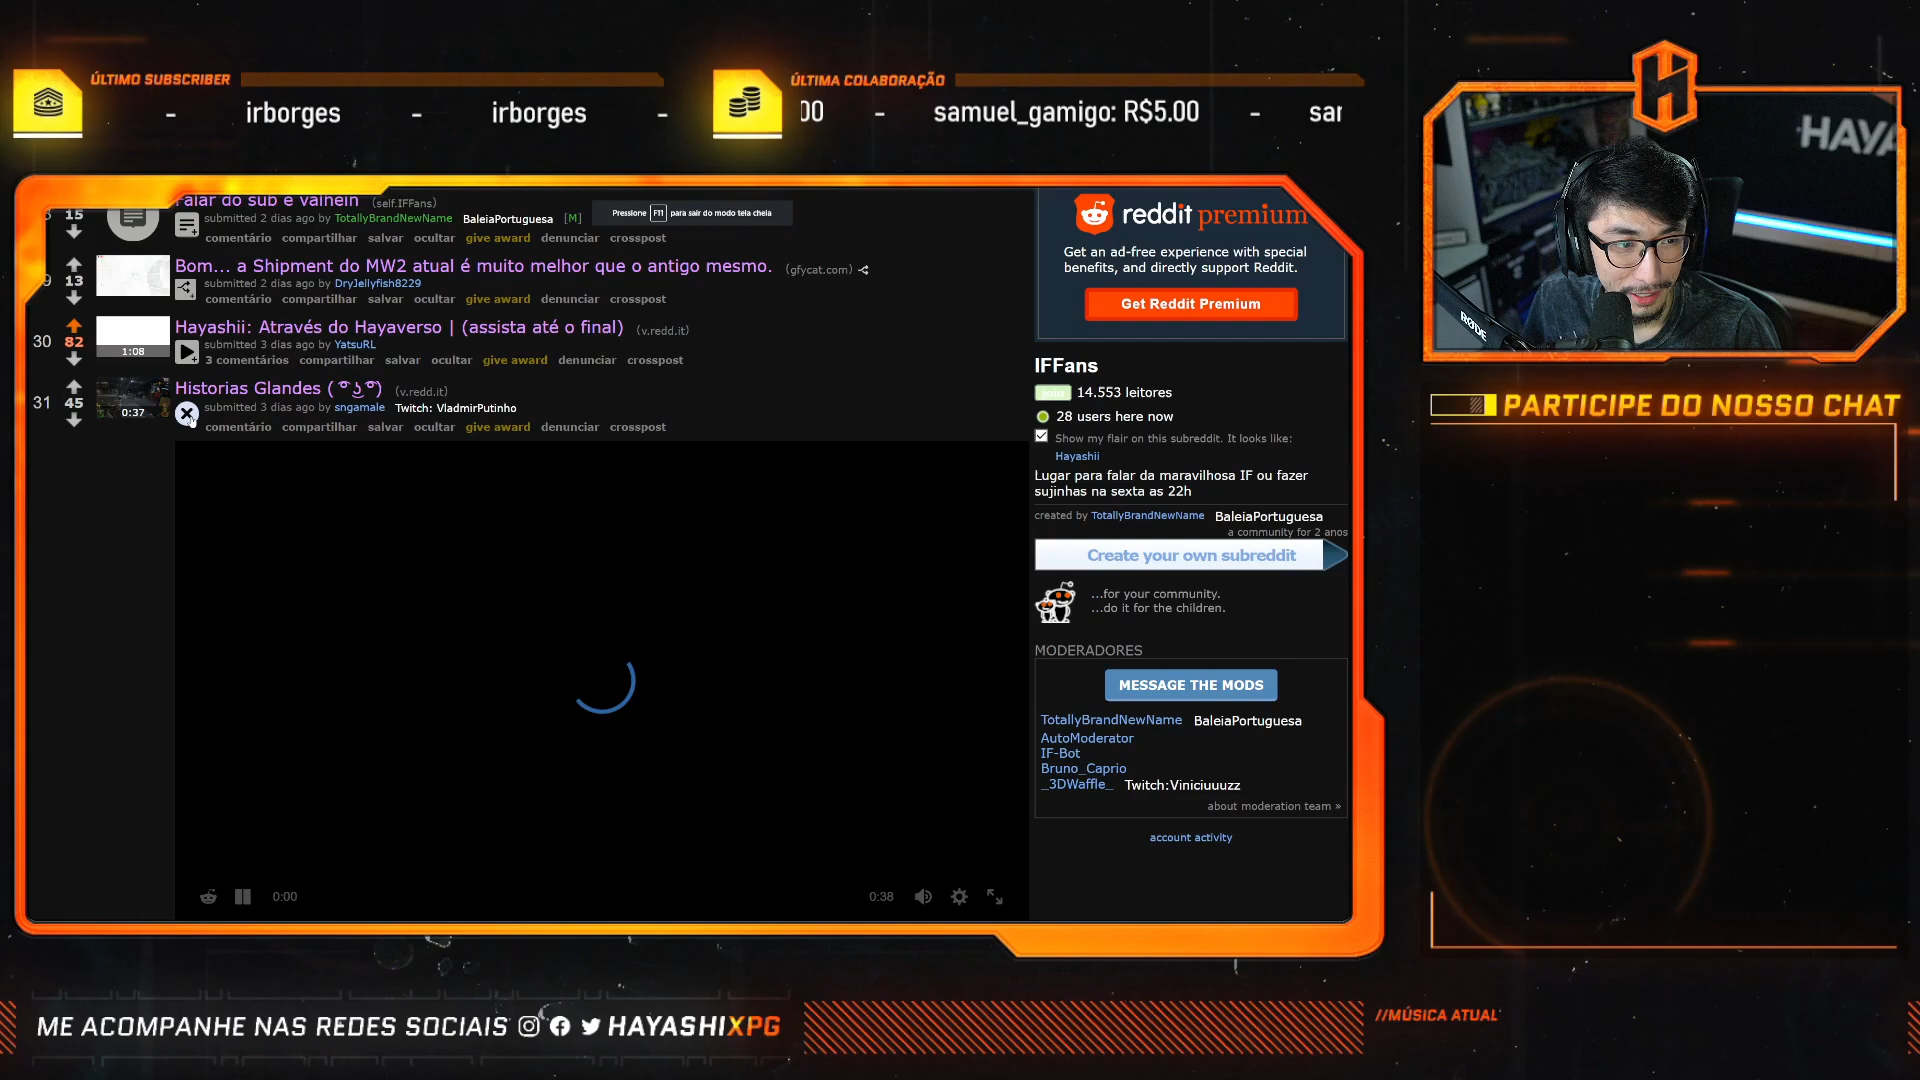 ÚLTIMO SUBSCRIBER
- irborges - irborges -
ÚLTIMA COLABORAÇÃO
00 - samuel_gamigo: R$5.00 - sar
HAYA
RØDE
Falar do sub e valhein (self.IFFans)
15
submitted 2 dias ago by TotallyBrandNewName BaleiaPortuguesa [M]
Pressione F11 para sair do modo tela cheia
comentário compartilhar salvar ocultar give award denunciar crosspost
9
13
Bom... a Shipment do MW2 atual é muito melhor que o antigo mesmo. (gfycat.com)
submitted 2 dias ago by DryJellyfish8229
comentário compartilhar salvar ocultar give award denunciar crosspost
30
82
1:08
Hayashii: Através do Hayaverso | (assista até o final) (v.redd.it)
submitted 3 dias ago by YatsuRL
3 comentários compartilhar salvar ocultar give award denunciar crosspost
31
45
0:37
Historias Glandes ( ͡° ͜ʖ ͡°) (v.redd.it)
submitted 3 dias ago by sngamale Twitch: VladmirPutinho
comentário compartilhar salvar ocultar give award denunciar crosspost
0:00
0:38
reddit premium
Get an ad-free experience with special
benefits, and directly support Reddit.
Get Reddit Premium
IFFans
14.553 leitores
28 users here now
Show my flair on this subreddit. It looks like:
Hayashii
Lugar para falar da maravilhosa IF ou fazer
sujinhas na sexta as 22h
created by TotallyBrandNewName BaleiaPortuguesa
a community for 2 anos
Create your own subreddit
...for your community.
...do it for the children.
MODERADORES
MESSAGE THE MODS
TotallyBrandNewName BaleiaPortuguesa
AutoModerator
IF-Bot
Bruno_Caprio
_3DWaffle_ Twitch:Viniciuuuzz
about moderation team »
account activity
PARTICIPE DO NOSSO CHAT
ME ACOMPANHE NAS REDES SOCIAIS HAYASHIXPG
//MÚSICA ATUAL